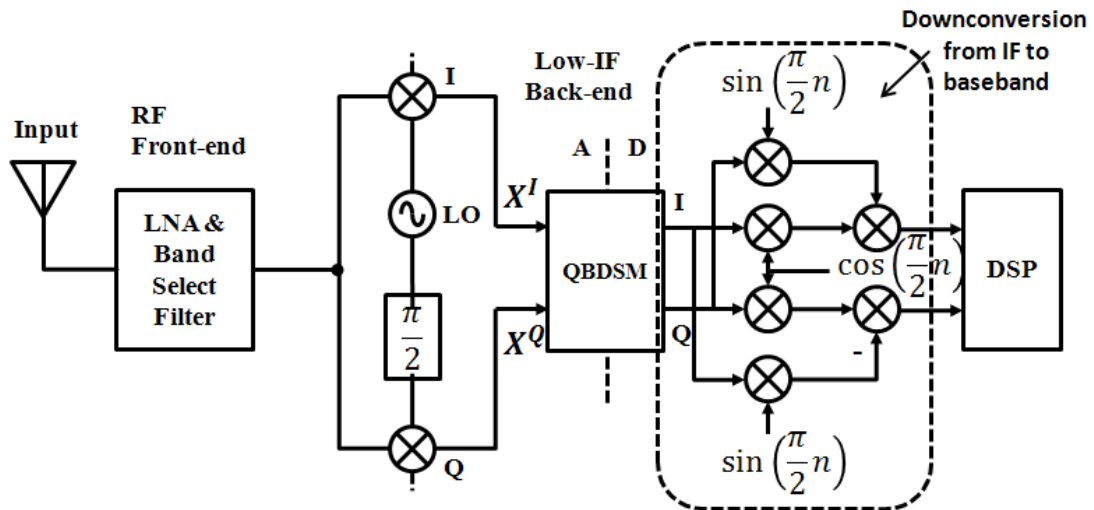 Input
RF
Front-end
LNA &
Band
Select
Filter
I
LO
π/2
Q
X^I
X^Q
Low-IF
Back-end
A
D
QBDSM
I
Q
sin (π/2 n)
cos (π/2 n)
-
sin (π/2 n)
Downconversion
from IF to
baseband
DSP